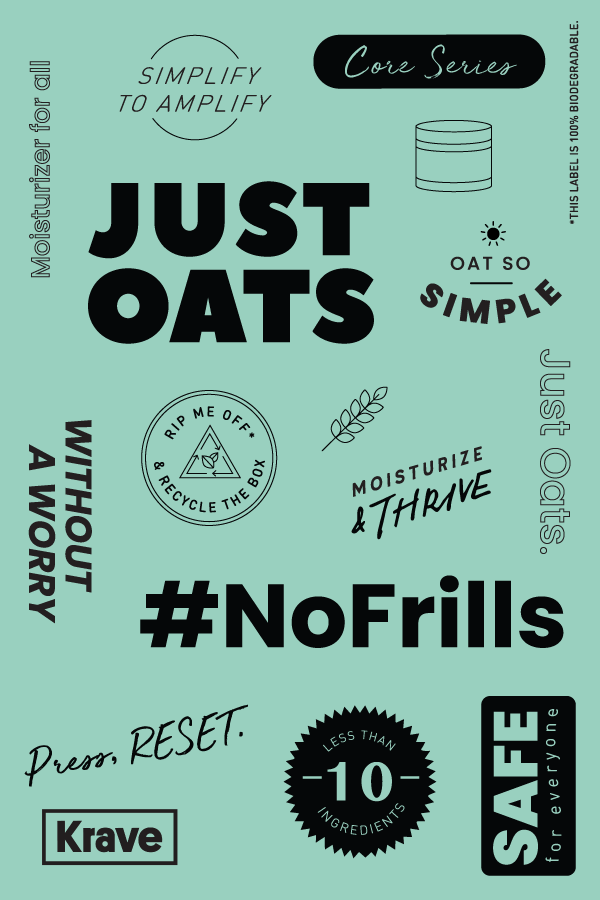 Moisturizer for all
SIMPLIFY
TO AMPLIFY
Core Series
*THIS LABEL IS 100% BIODEGRADABLE.
JUST
OATS
OAT SO
SIMPLE
Just Oats.
WITHOUT
A WORRY
RIP ME OFF*
& RECYCLE THE BOX
MOISTURIZE
& THRIVE
#NoFrills
Press, RESET.
LESS THAN
10
INGREDIENTS
SAFE
for everyone
Krave